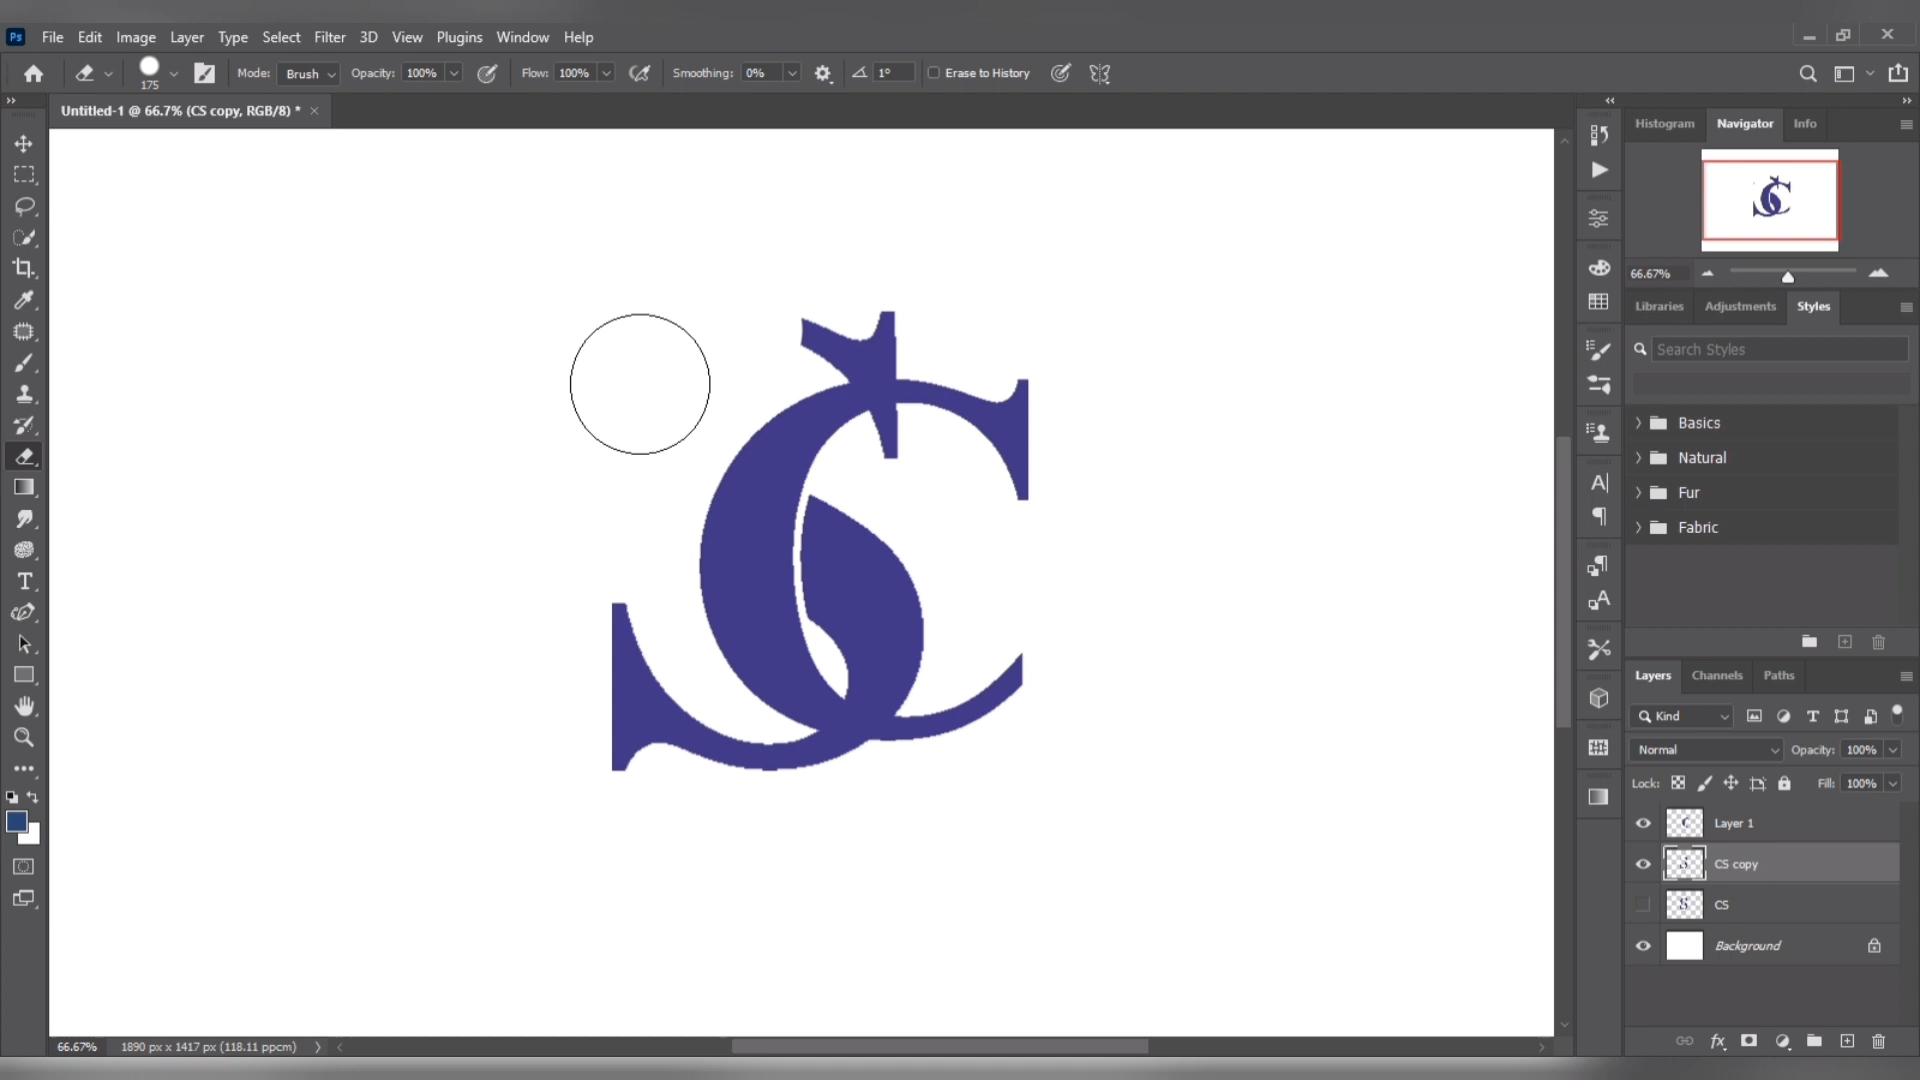 Ps File Edit Image Layer Type Select Filter 3D View Plugins Window Help
175 Mode: Brush Opacity: 100% Flow: 100% Smoothing: 0% 1° Erase to History
Untitled-1 @ 66.7% (CS copy, RGB/8) * ×
Histogram Navigator Info
66.67%
Libraries Adjustments Styles
Search Styles
Basics
Natural
Fur
Fabric
Layers Channels Paths
Kind
Normal Opacity: 100%
Lock: Fill: 100%
Layer 1
CS copy
CS
Background
SC
66.67% 1890 px x 1417 px (118.11 ppcm)